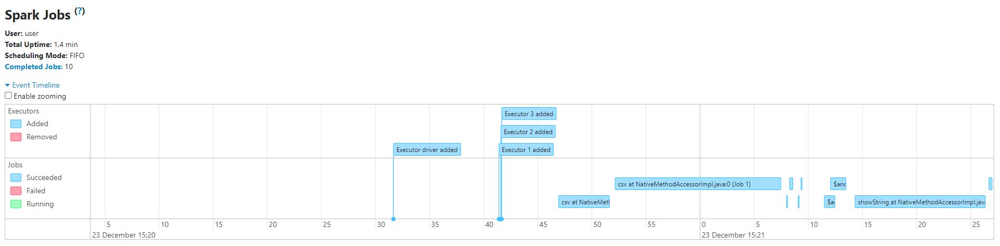 Spark Jobs (?)
User: user
Total Uptime: 1.4 min
Scheduling Mode: FIFO
Completed Jobs: 10
Event Timeline
Enable zooming
Executors
Added
Removed
Executor 3 added
Executor 2 added
Executor driver added
Executor 1 added
Jobs
Succeeded
Failed
Running
csv at NativeMethodAccessorImpl.java:0 (Job 1)
$anc
csv at NativeMetl
$ar
showString at NativeMethodAccessorImpl.java
5 10 15 20 25 30 35 40 45 50 55 0 5 10 15 20 25
23 December 15:20
23 December 15:21